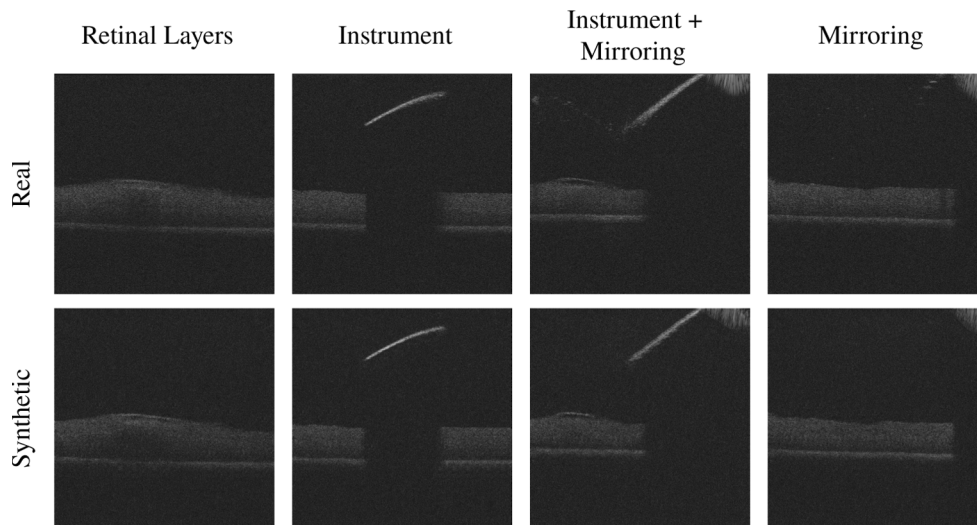 Retinal Layers
Instrument
Instrument +
Mirroring
Mirroring
Real
Synthetic